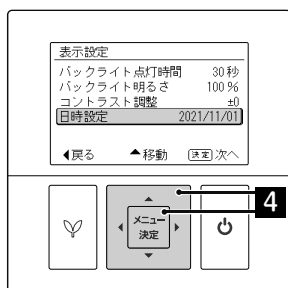 表示設定
バックライト点灯時間 30秒
バックライト明るさ 100%
コントラスト調整 ±0
日時設定 2021/11/01
◀戻る ▲移動 決定次へ
4
メニュー
決定